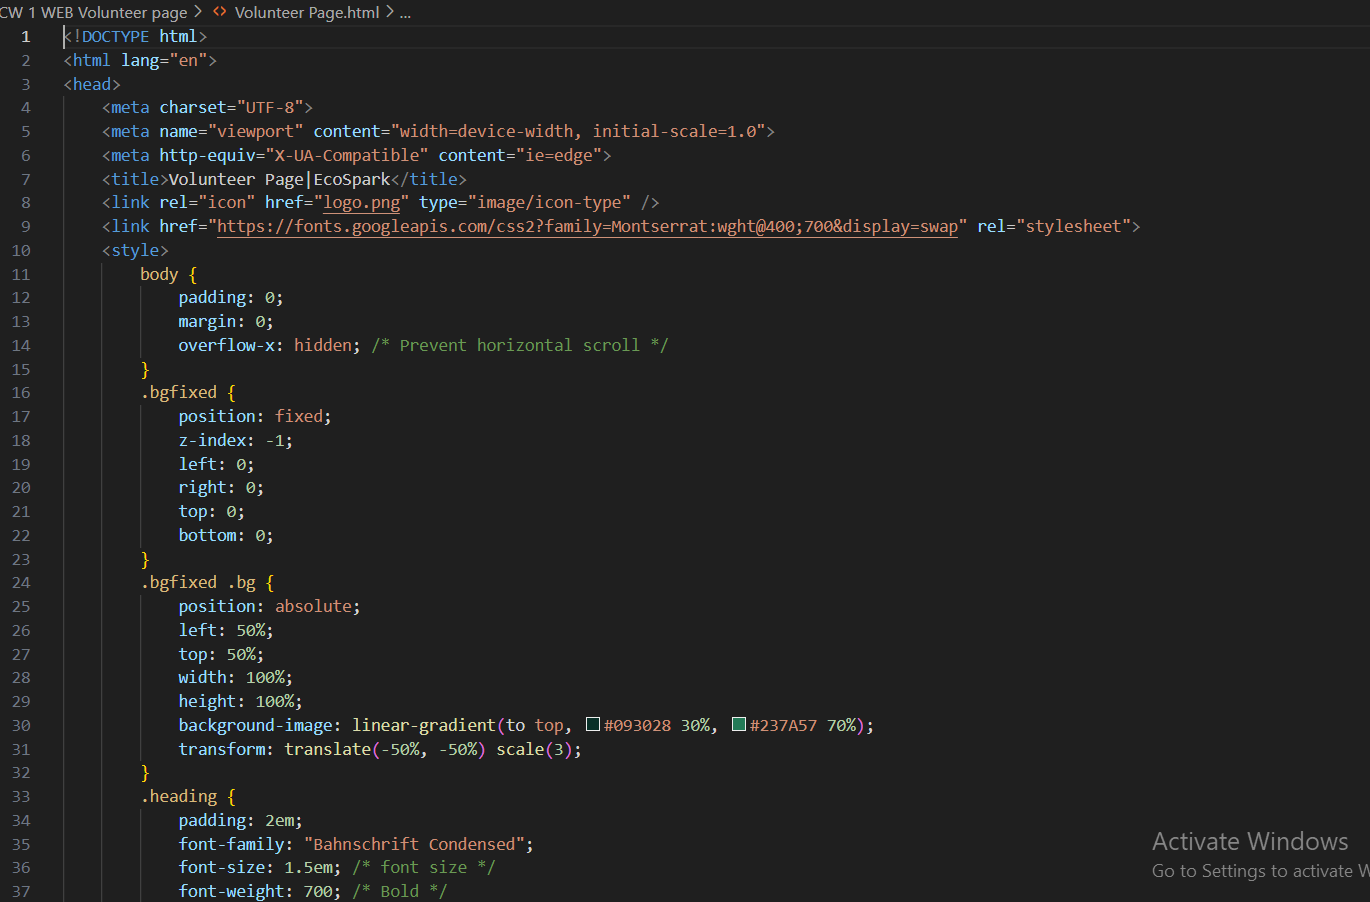 CW 1 WEB Volunteer page > <> Volunteer Page.html > ...
1 <!DOCTYPE html>
2 <html lang="en">
3 <head>
4     <meta charset="UTF-8">
5     <meta name="viewport" content="width=device-width, initial-scale=1.0">
6     <meta http-equiv="X-UA-Compatible" content="ie=edge">
7     <title>Volunteer Page|EcoSpark</title>
8     <link rel="icon" href="logo.png" type="image/icon-type" />
9     <link href="https://fonts.googleapis.com/css2?family=Montserrat:wght@400;700&display=swap" rel="stylesheet">
10     <style>
11         body {
12             padding: 0;
13             margin: 0;
14             overflow-x: hidden; /* Prevent horizontal scroll */
15         }
16         .bgfixed {
17             position: fixed;
18             z-index: -1;
19             left: 0;
20             right: 0;
21             top: 0;
22             bottom: 0;
23         }
24         .bgfixed .bg {
25             position: absolute;
26             left: 50%;
27             top: 50%;
28             width: 100%;
29             height: 100%;
30             background-image: linear-gradient(to top, #093028 30%, #237A57 70%);
31             transform: translate(-50%, -50%) scale(3);
32         }
33         .heading {
34             padding: 2em;
35             font-family: "Bahnschrift Condensed";
36             font-size: 1.5em; /* font size */
37             font-weight: 700; /* Bold */
Activate Windows
Go to Settings to activate W